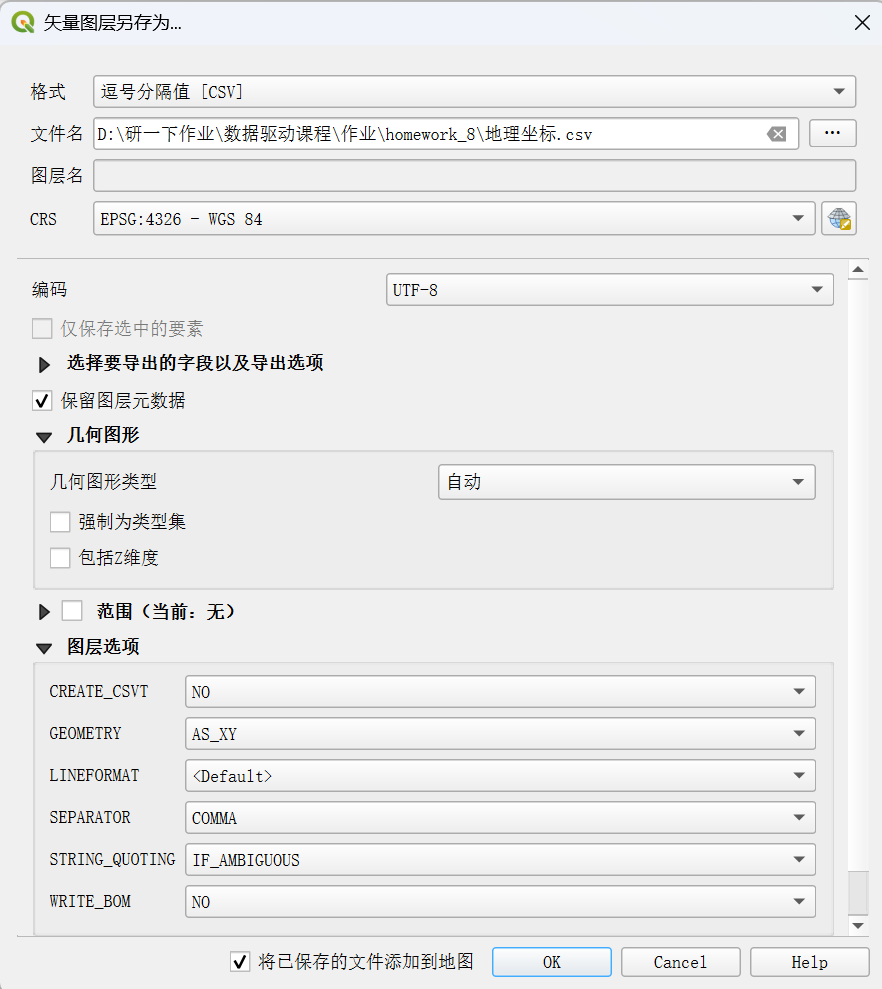 矢量图层另存为...
格式 逗号分隔值 [CSV]
文件名 D:\研一下作业\数据驱动课程\作业\homework_8\地理坐标.csv ...
图层名
CRS EPSG:4326 - WGS 84
编码 UTF-8
仅保存选中的要素
选择要导出的字段以及导出选项
保留图层元数据
几何图形
几何图形类型 自动
强制为类型集
包括Z维度
范围（当前：无）
图层选项
CREATE_CSVT NO
GEOMETRY AS_XY
LINEFORMAT <Default>
SEPARATOR COMMA
STRING_QUOTING IF_AMBIGUOUS
WRITE_BOM NO
将已保存的文件添加到地图 OK Cancel Help